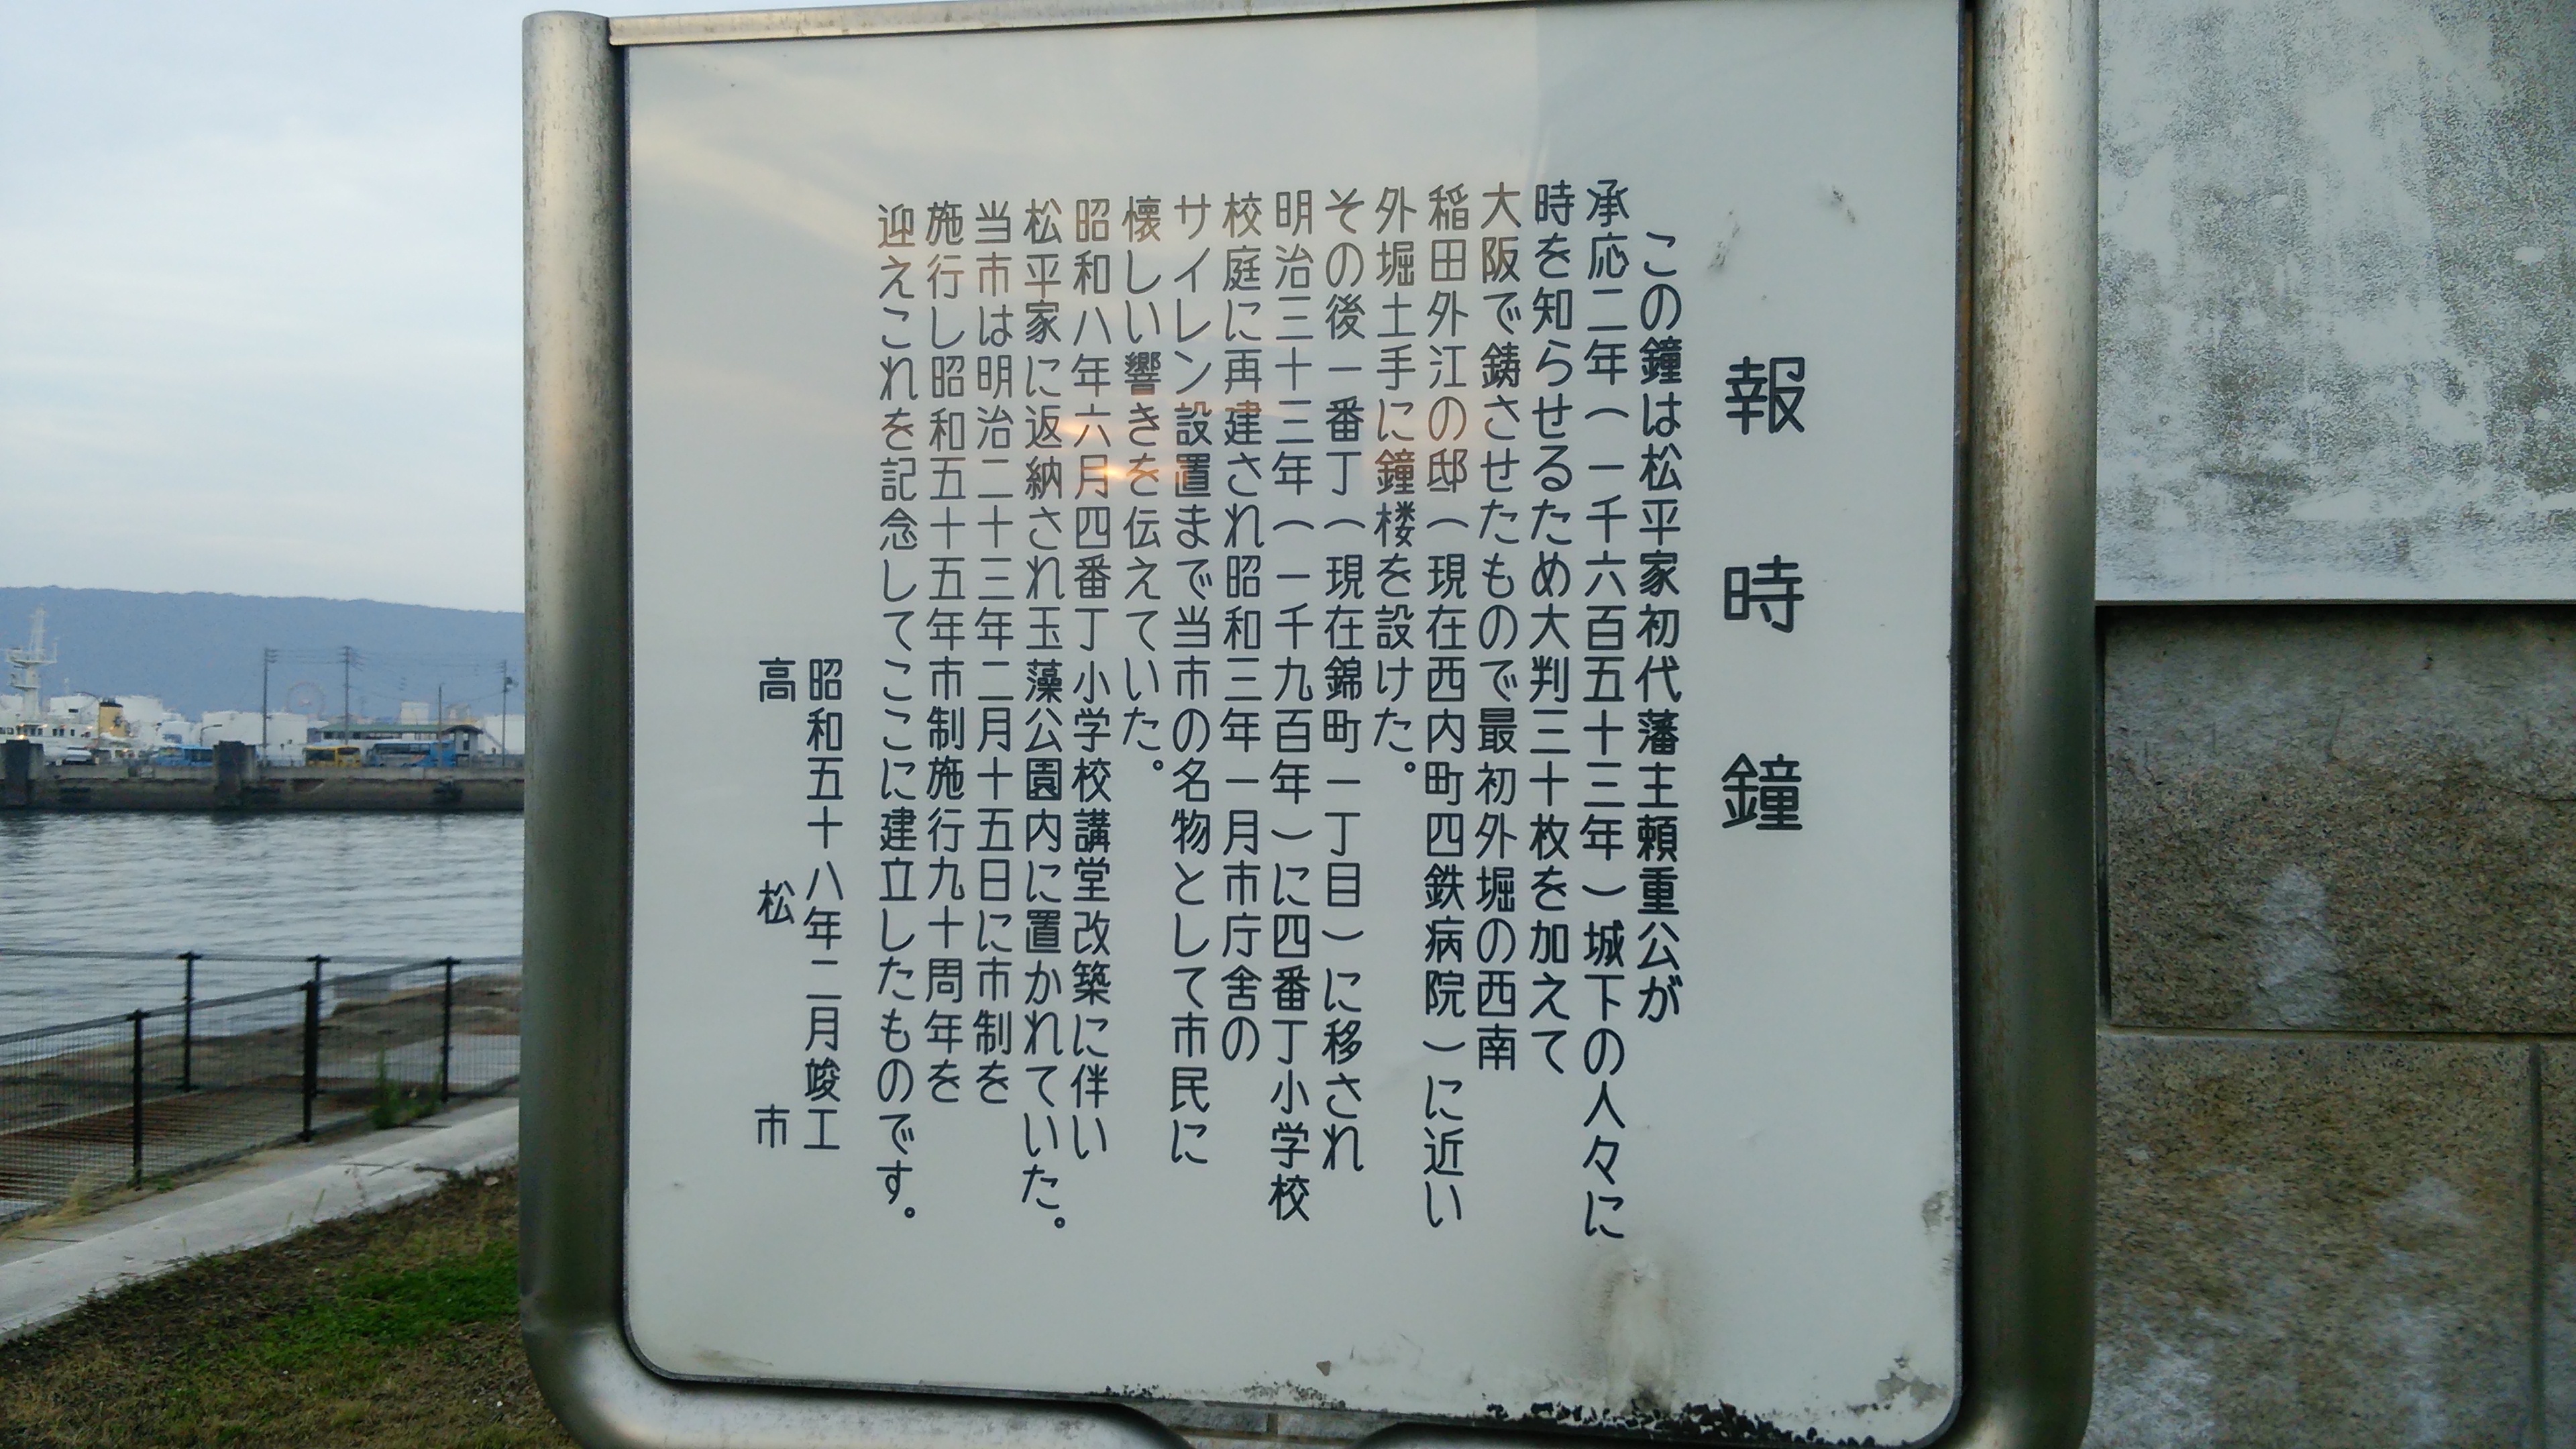 報時鐘
この鐘は松平家初代藩主頼重公が
承応二年(一千六百五十三年)城下の人々に
時を知らせるため大判三十枚を加えて
大阪で鋳させたもので最初外堀の西南
稲田外江の邸(現在西内町四鉄病院)に近い
外堀土手に鐘楼を設けた。
その後一番丁(現在錦町一丁目)に移され
明治三十三年(一千九百年)に四番丁小学校
校庭に再建され昭和三年一月市庁舎の
サイレン設置まで当市の名物として市民に
懐しい響きを伝えていた。
昭和八年六月四番丁小学校講堂改築に伴い
松平家に返納され玉藻公園内に置かれていた。
当市は明治二十三年二月十五日に市制を
施行し昭和五十五年市制施行九十周年を
迎えこれを記念してここに建立したものです。
昭和五十八年二月竣工
高松市